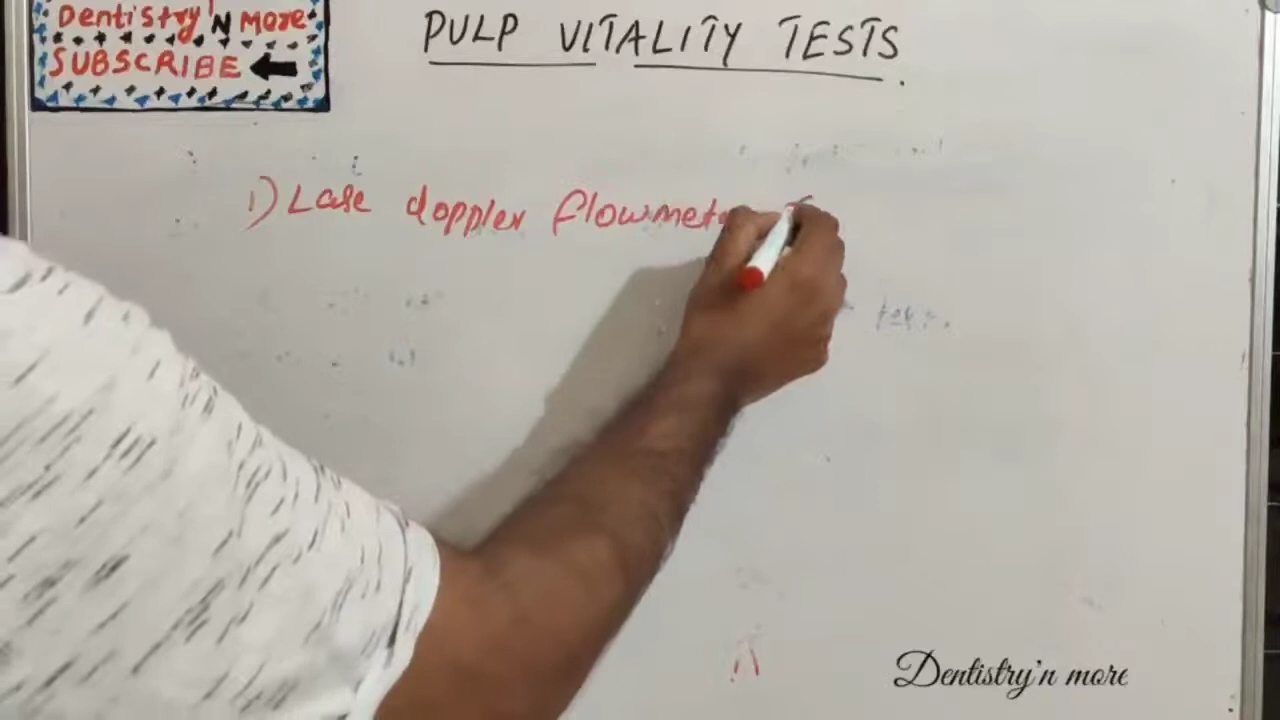 Dentistry'N more
SUBSCRIBE
PULP VITALITY TESTS.
1) Lase doppler flowmet
Dentistry'n more